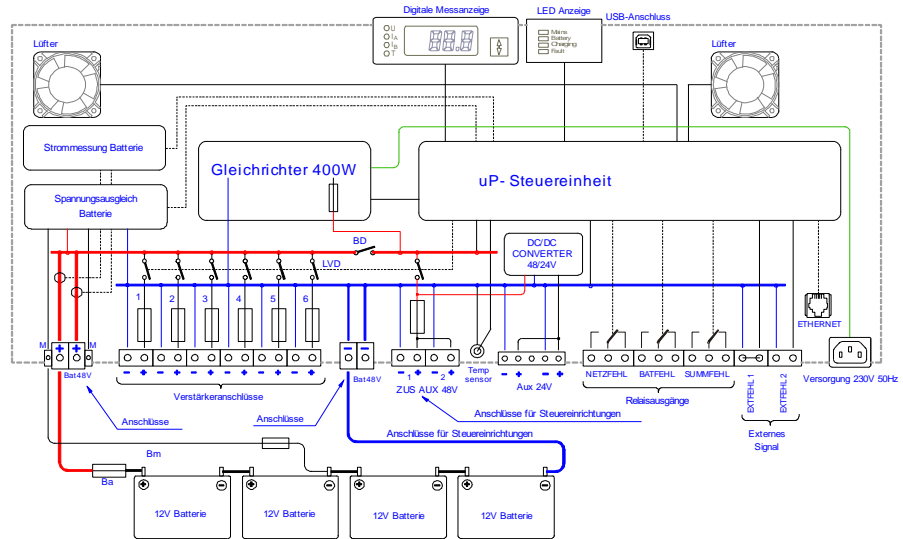 Digitale Messanzeige
LED Anzeige
USB-Anschluss
U
IA
IB
T
88.8
Mains
Battery
Charging
Fault
Lüfter
Lüfter
Strommessung Batterie
Gleichrichter 400W
uP- Steuereinheit
Spannungsausgleich
Batterie
BD
LVD
DC/DC
CONVERTER
48/24V
1
2
3
4
5
6
ETHERNET
M
+
+
M
Bat48V
- + - + - + - + - + - +
Verstärkeranschlüsse
-
-
Bat48V
- 1 + - 2 +
ZUS AUX 48V
Temp
sensor
- + - +
Aux 24V
NETZFEHL
BATFEHL
SUMMFEHL
Relaisausgänge
EXTFEHL 1
EXTFEHL 2
Externes
Signal
Versorgung 230V 50Hz
Anschlüsse
Anschlüsse
Anschlüsse für Steuereinrichtungen
Anschlüsse für Steuereinrichtungen
Bm
Ba
+ -
12V Batterie
+ -
12V Batterie
+ -
12V Batterie
+ -
12V Batterie